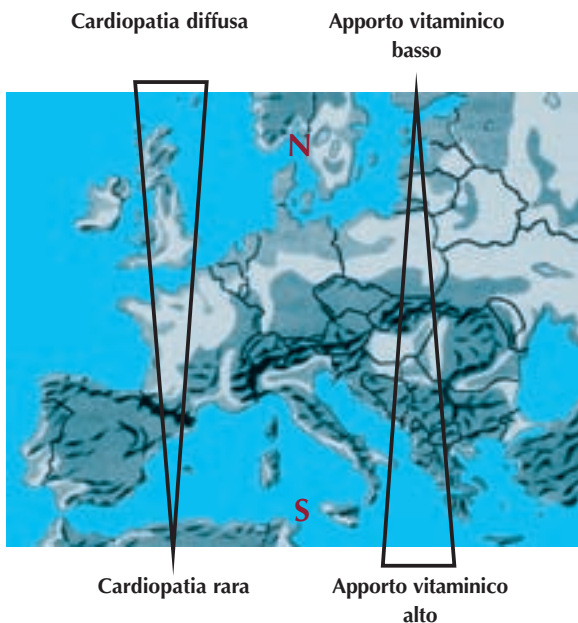 Cardiopatia diffusa
Apporto vitaminico
basso
N
S
Cardiopatia rara
Apporto vitaminico
alto